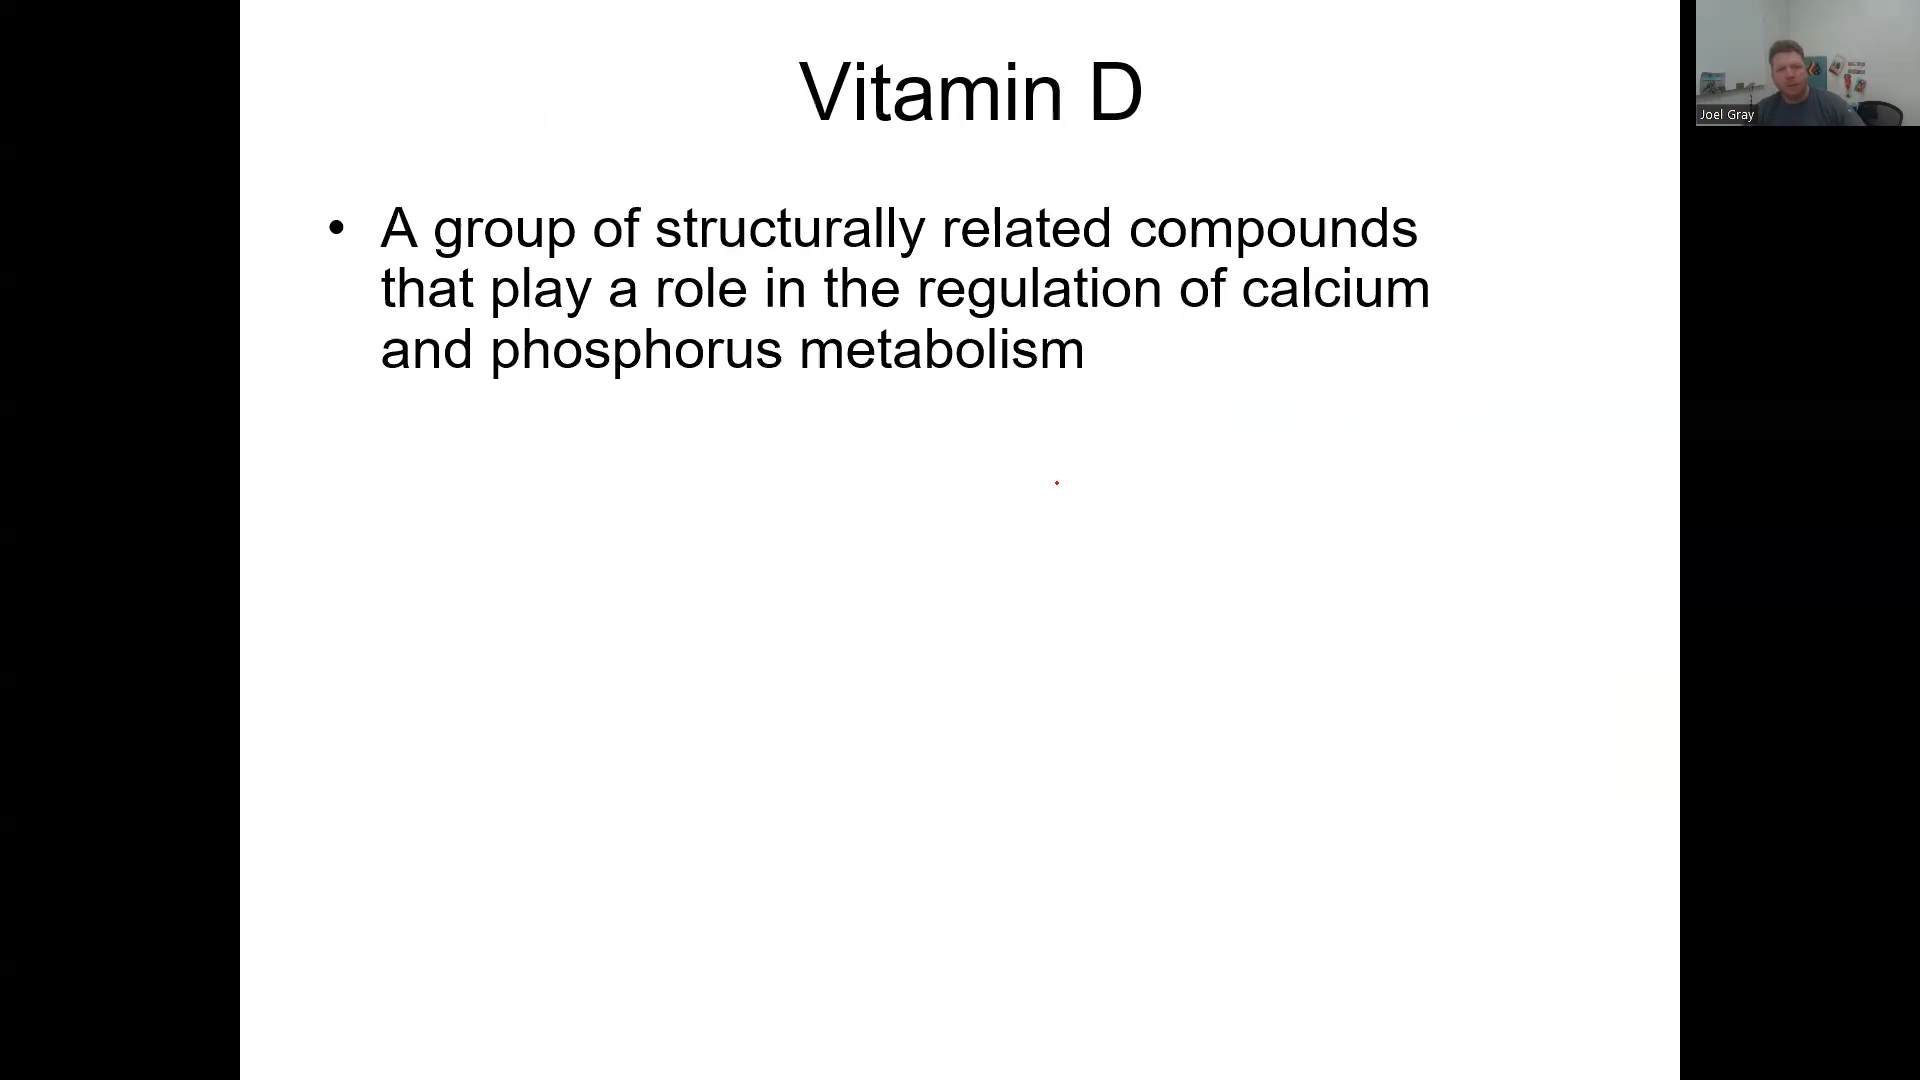 Vitamin D
• A group of structurally related compounds
that play a role in the regulation of calcium
and phosphorus metabolism
Joel Gray